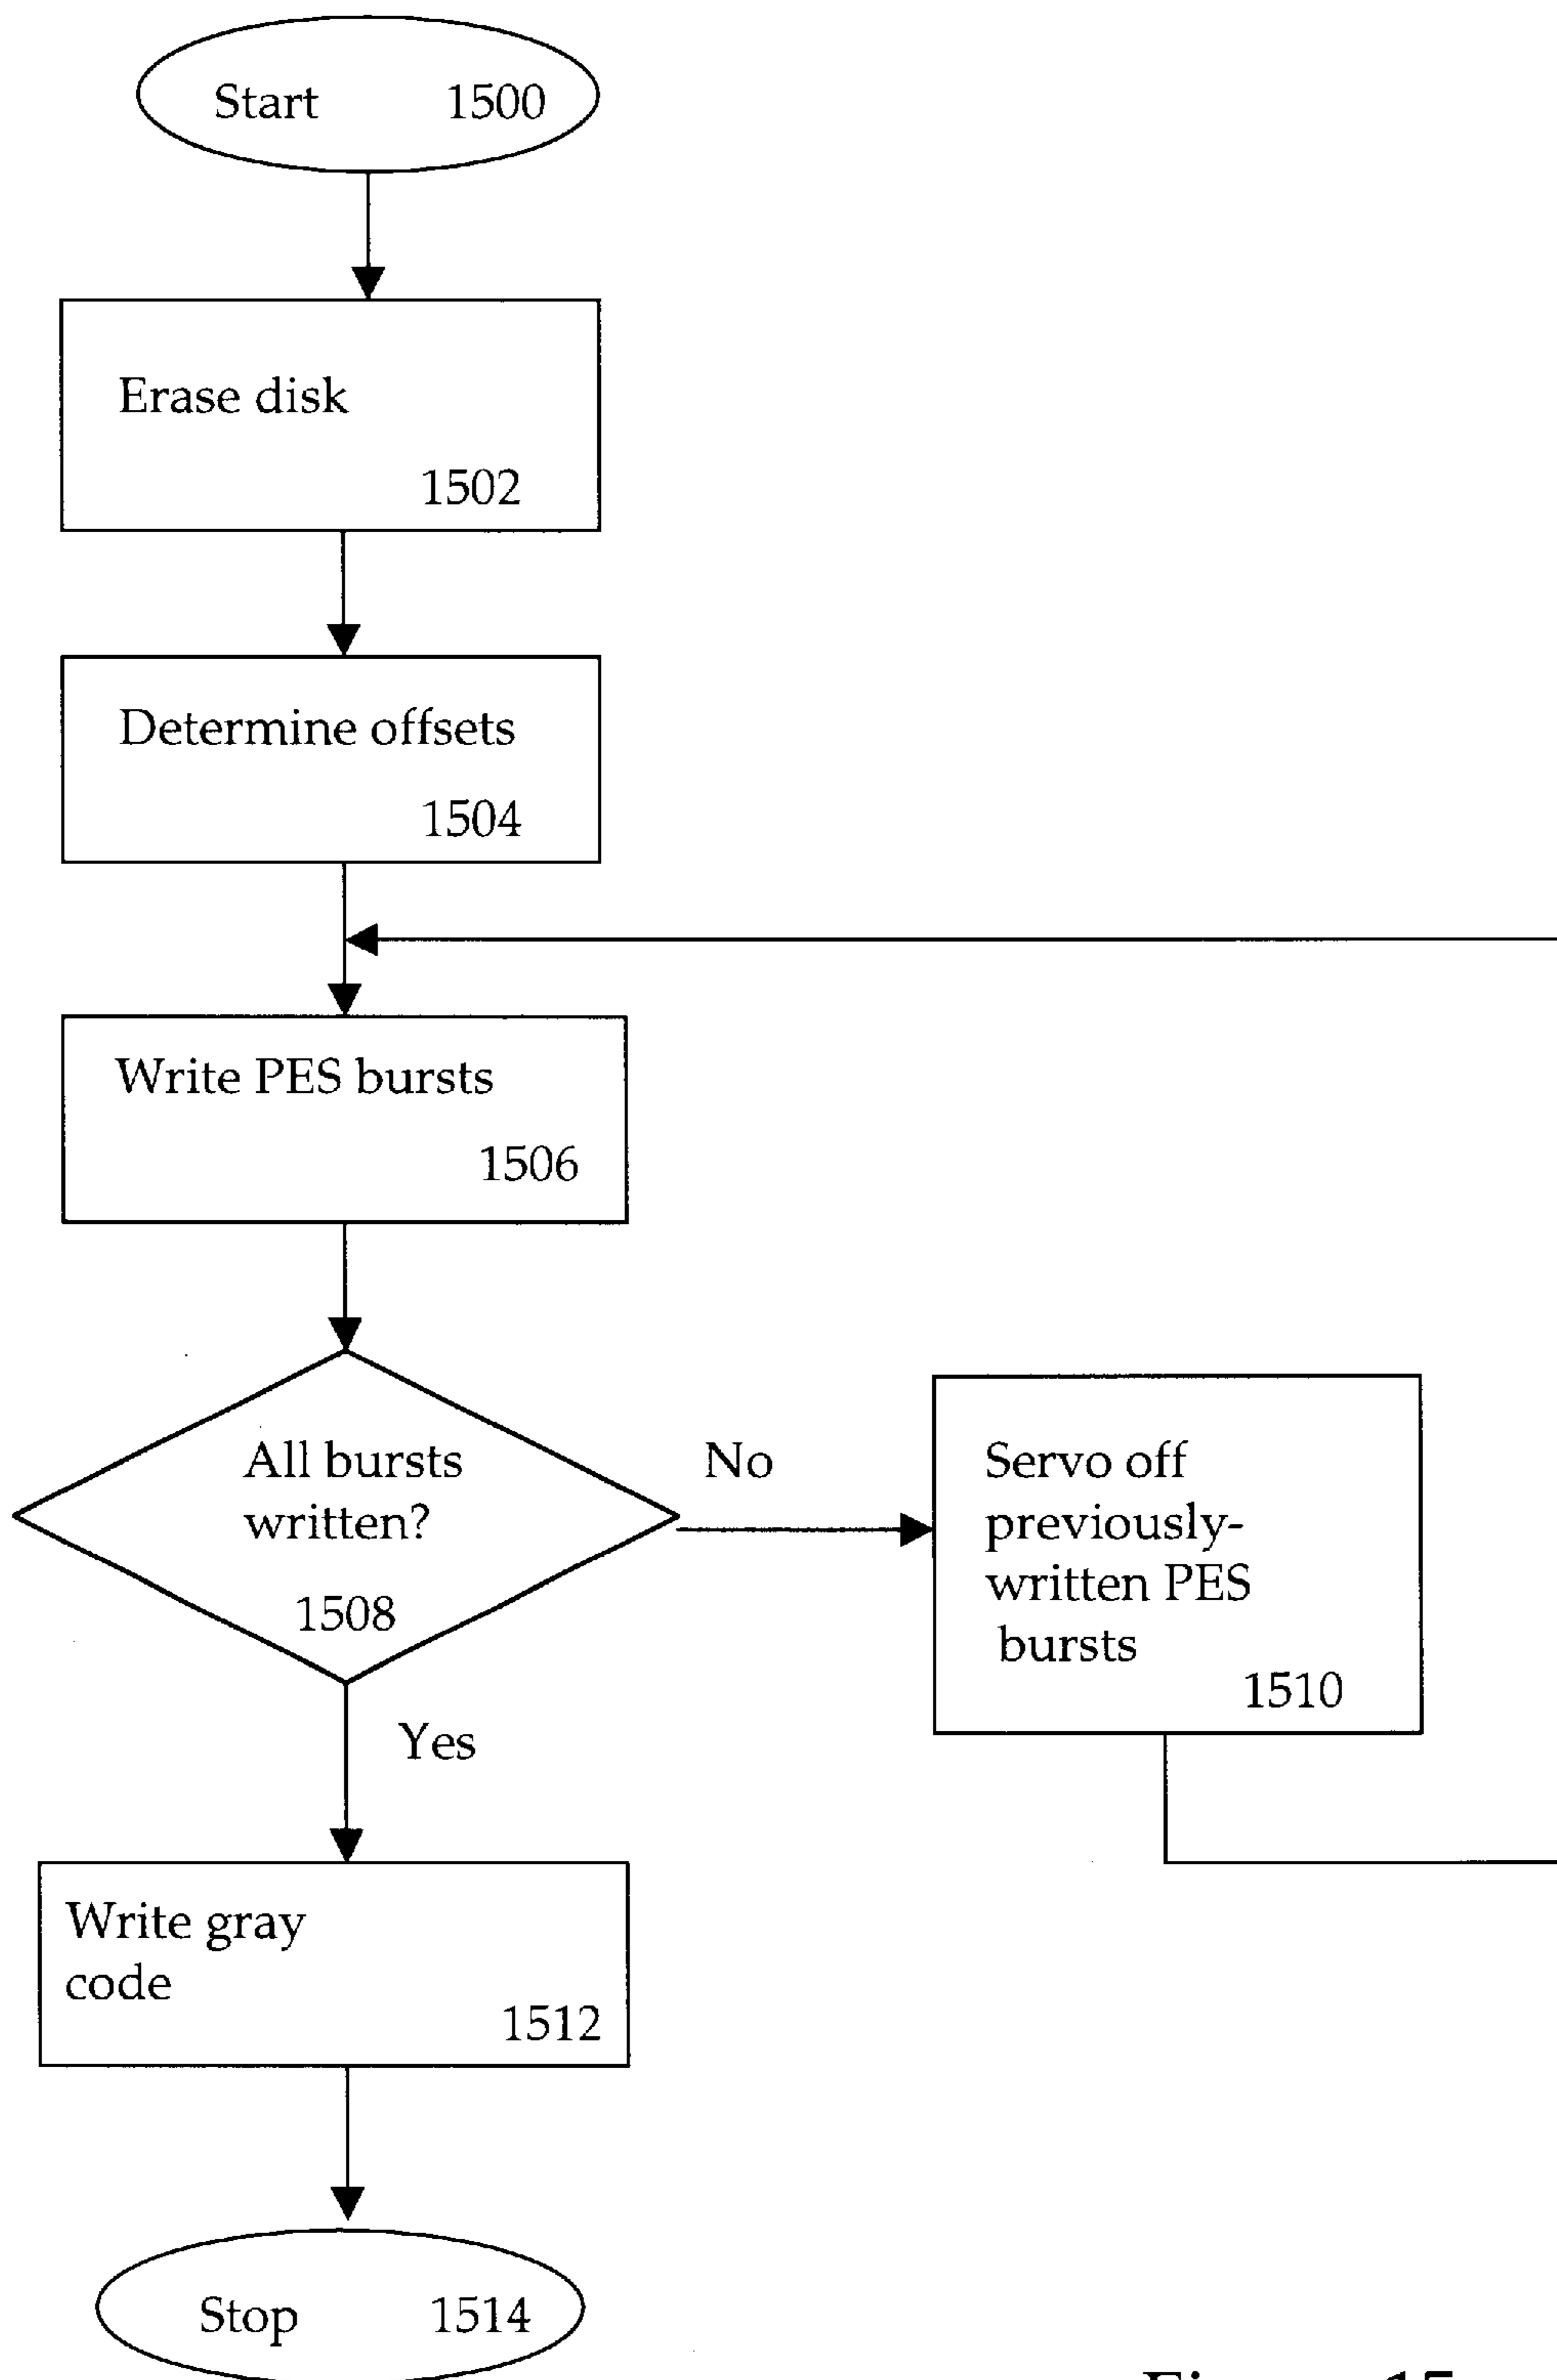 Start 1500
Erase disk
1502
Determine offsets
1504
Write PES bursts
1506
All bursts
written?
1508
No
Servo off
previously-
written PES
bursts
1510
Yes
Write gray
code
1512
Stop 1514
15